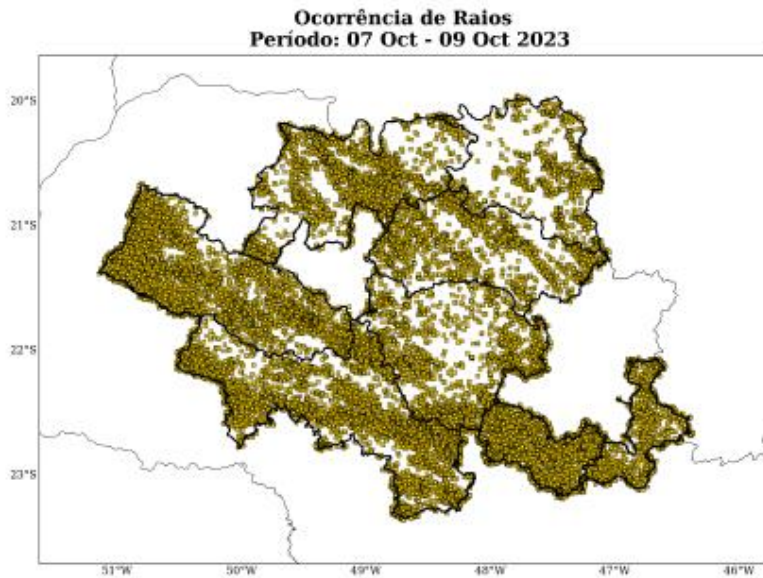 Ocorrência de Raios
Período: 07 Oct - 09 Oct 2023
20°S
21°S
22°S
23°S
51°W
50°W
49°W
48°W
47°W
46°W